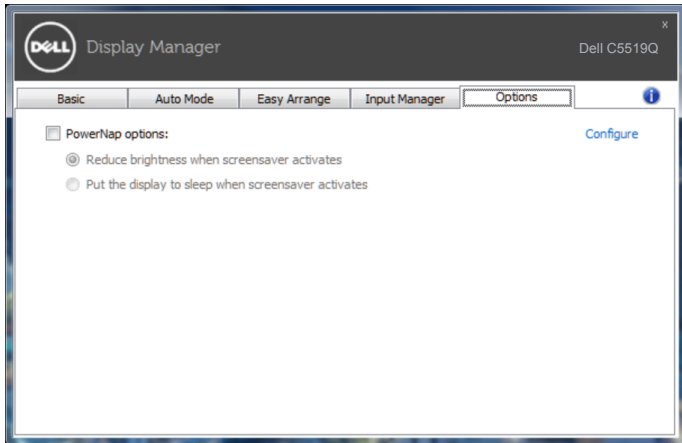 x
DELL Display Manager Dell C5519Q
Basic Auto Mode Easy Arrange Input Manager Options i
PowerNap options: Configure
Reduce brightness when screensaver activates
Put the display to sleep when screensaver activates